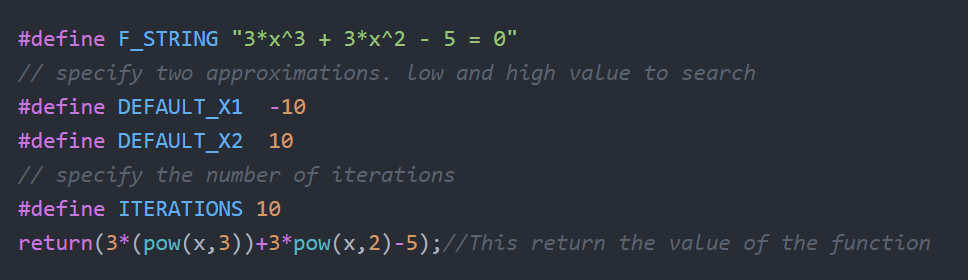 #define F_STRING "3*x^3 + 3*x^2 - 5 = 0"
// specify two approximations. low and high value to search
#define DEFAULT_X1  -10
#define DEFAULT_X2  10
// specify the number of iterations
#define ITERATIONS 10
return(3*(pow(x,3))+3*pow(x,2)-5);//This return the value of the function